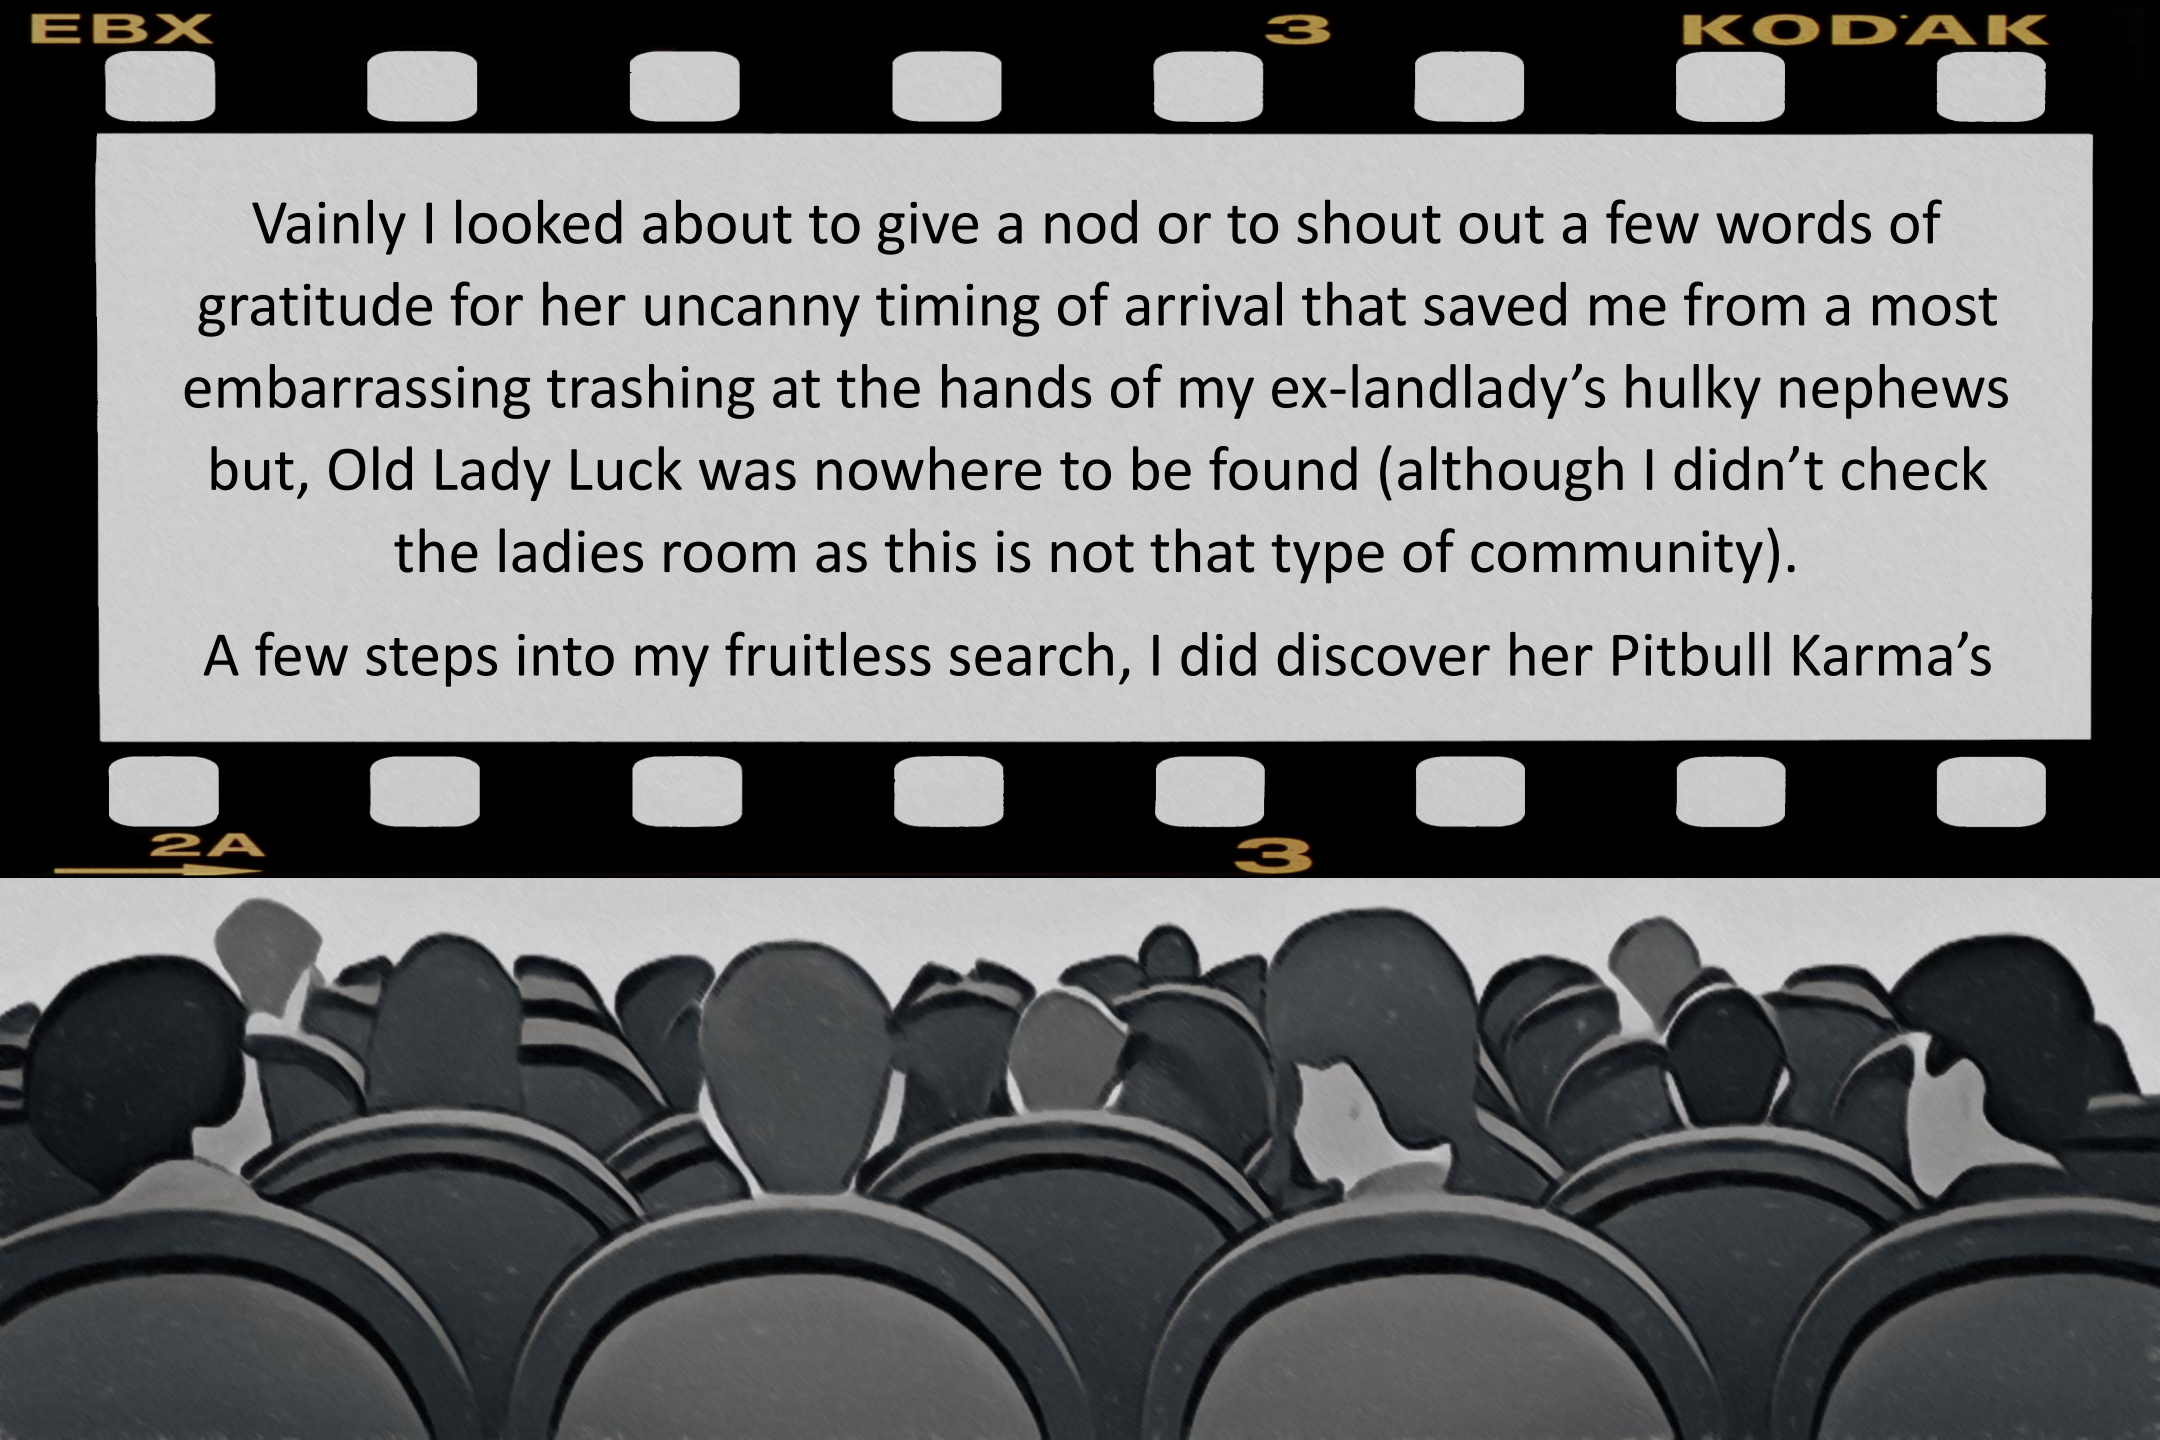 EBX 3 KODAK
Vainly I looked about to give a nod or to shout out a few words of
gratitude for her uncanny timing of arrival that saved me from a most
embarrassing trashing at the hands of my ex-landlady’s hulky nephews
but, Old Lady Luck was nowhere to be found (although I didn’t check
the ladies room as this is not that type of community).
A few steps into my fruitless search, I did discover her Pitbull Karma’s
2A 3